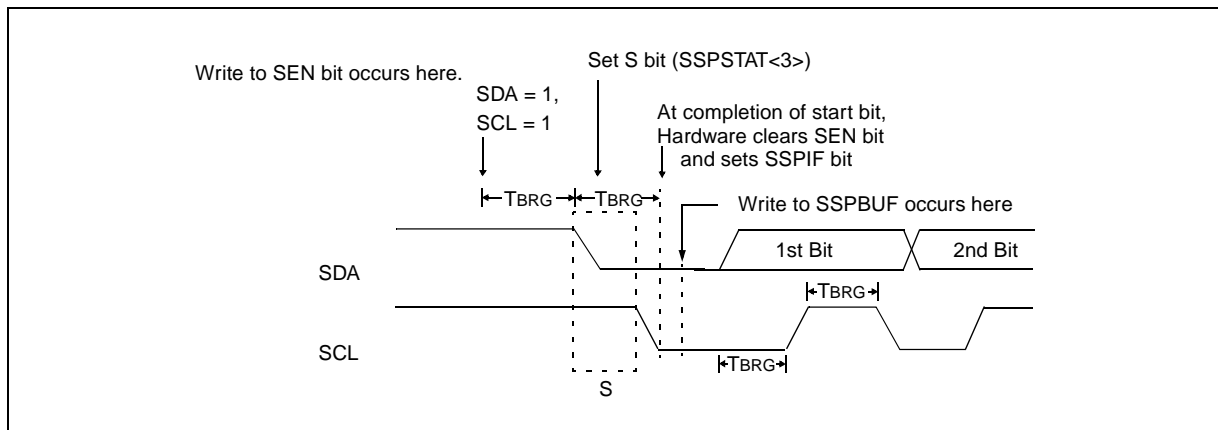 Set S bit (SSPSTAT<3>)
Write to SEN bit occurs here.
SDA = 1,
SCL = 1
At completion of start bit,
Hardware clears SEN bit
and sets SSPIF bit
TBRG TBRG
Write to SSPBUF occurs here
SDA
1st Bit 2nd Bit
TBRG
SCL
TBRG
S